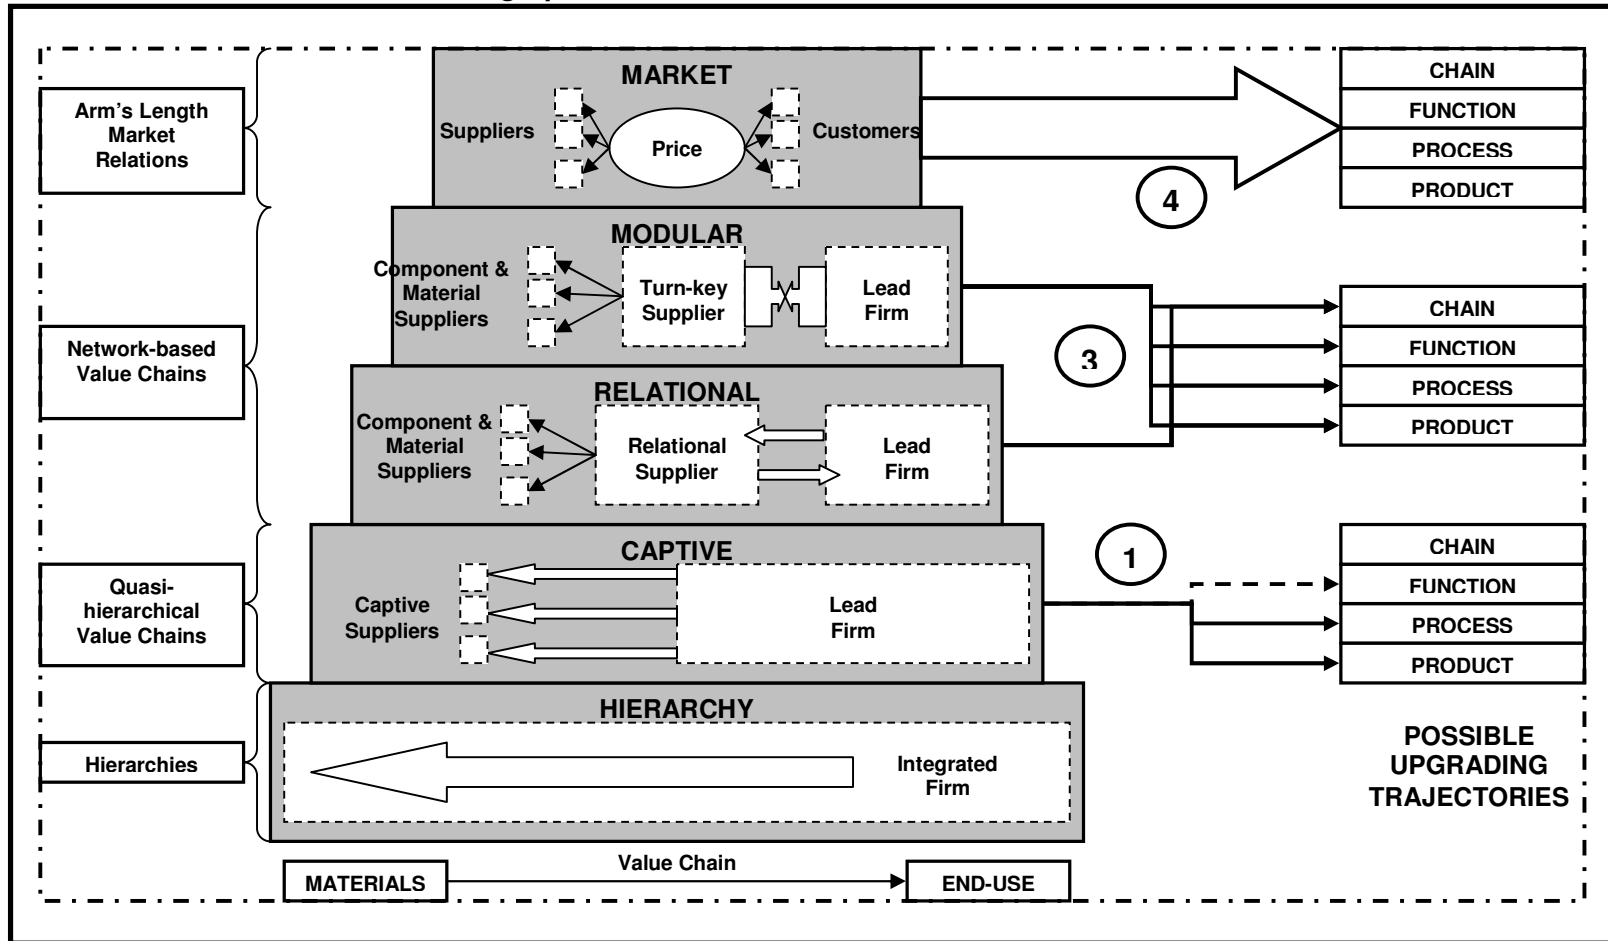 MARKET
Arm's Length
Market
Relations
Suppliers
Price
Customers
CHAIN
FUNCTION
PROCESS
PRODUCT
4
MODULAR
Network-based
Value Chains
Component &
Material
Suppliers
Turn-key
Supplier
Lead
Firm
3
CHAIN
FUNCTION
PROCESS
PRODUCT
RELATIONAL
Component &
Material
Suppliers
Relational
Supplier
Lead
Firm
CAPTIVE
Quasi-
hierarchical
Value Chains
Captive
Suppliers
Lead
Firm
1
CHAIN
FUNCTION
PROCESS
PRODUCT
HIERARCHY
Hierarchies
Integrated
Firm
POSSIBLE
UPGRADING
TRAJECTORIES
MATERIALS
Value Chain
END-USE